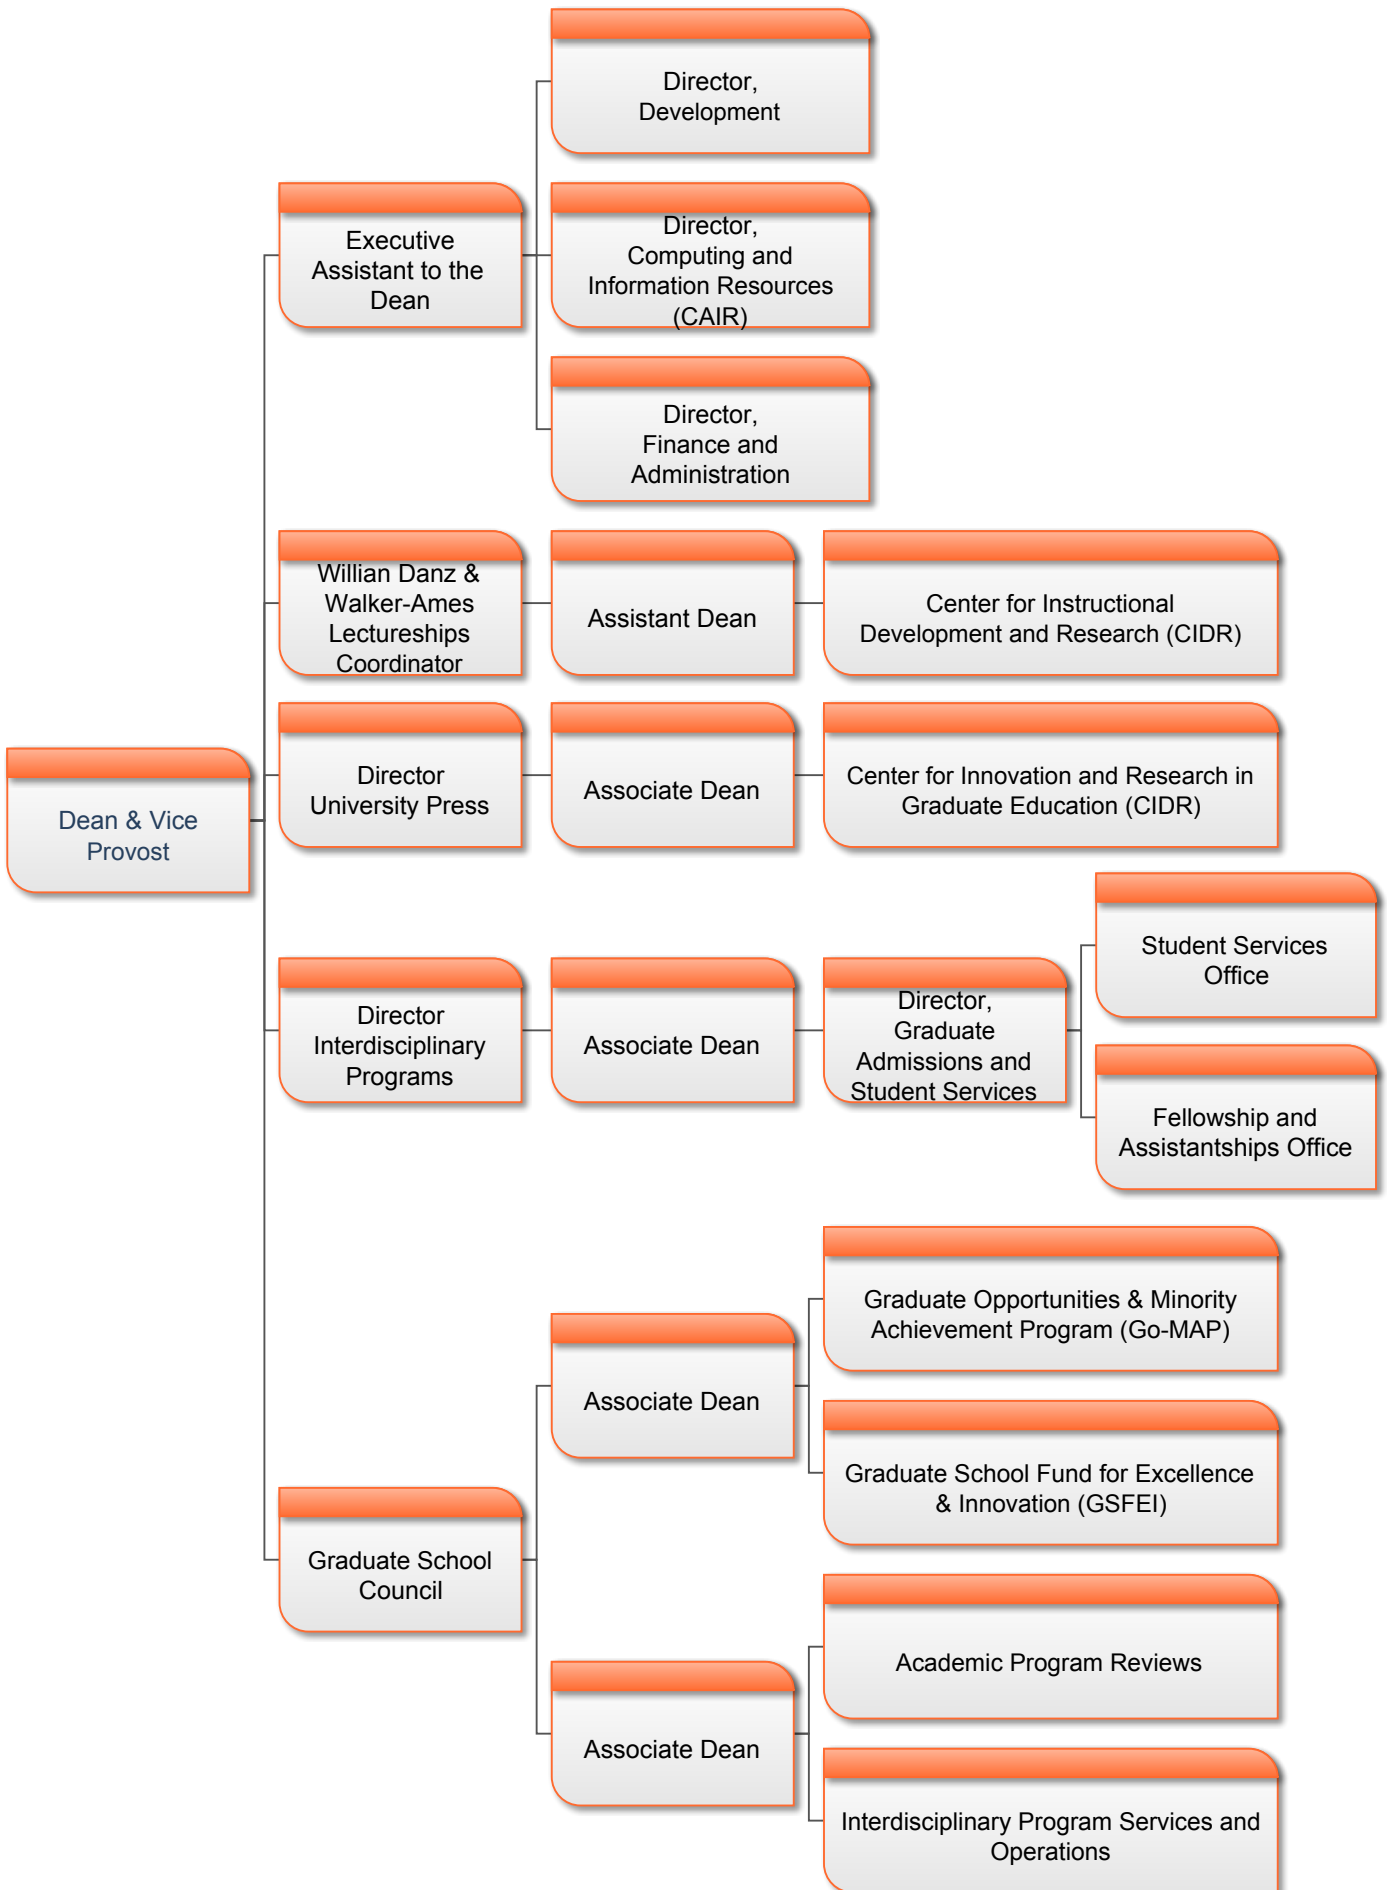 Director,
Development
Executive
Assistant to the
Dean
Director,
Computing and
Information Resources
(CAIR)
Director,
Finance and
Administration
Willian Danz &
Walker-Ames
Lectureships
Coordinator
Assistant Dean
Center for Instructional
Development and Research (CIDR)
Director
University Press
Associate Dean
Center for Innovation and Research in
Graduate Education (CIDR)
Dean & Vice
Provost
Director
Interdisciplinary
Programs
Associate Dean
Director,
Graduate
Admissions and
Student Services
Student Services
Office
Fellowship and
Assistantships Office
Graduate School
Council
Associate Dean
Graduate Opportunities & Minority
Achievement Program (Go-MAP)
Graduate School Fund for Excellence
& Innovation (GSFEI)
Associate Dean
Academic Program Reviews
Interdisciplinary Program Services and
Operations